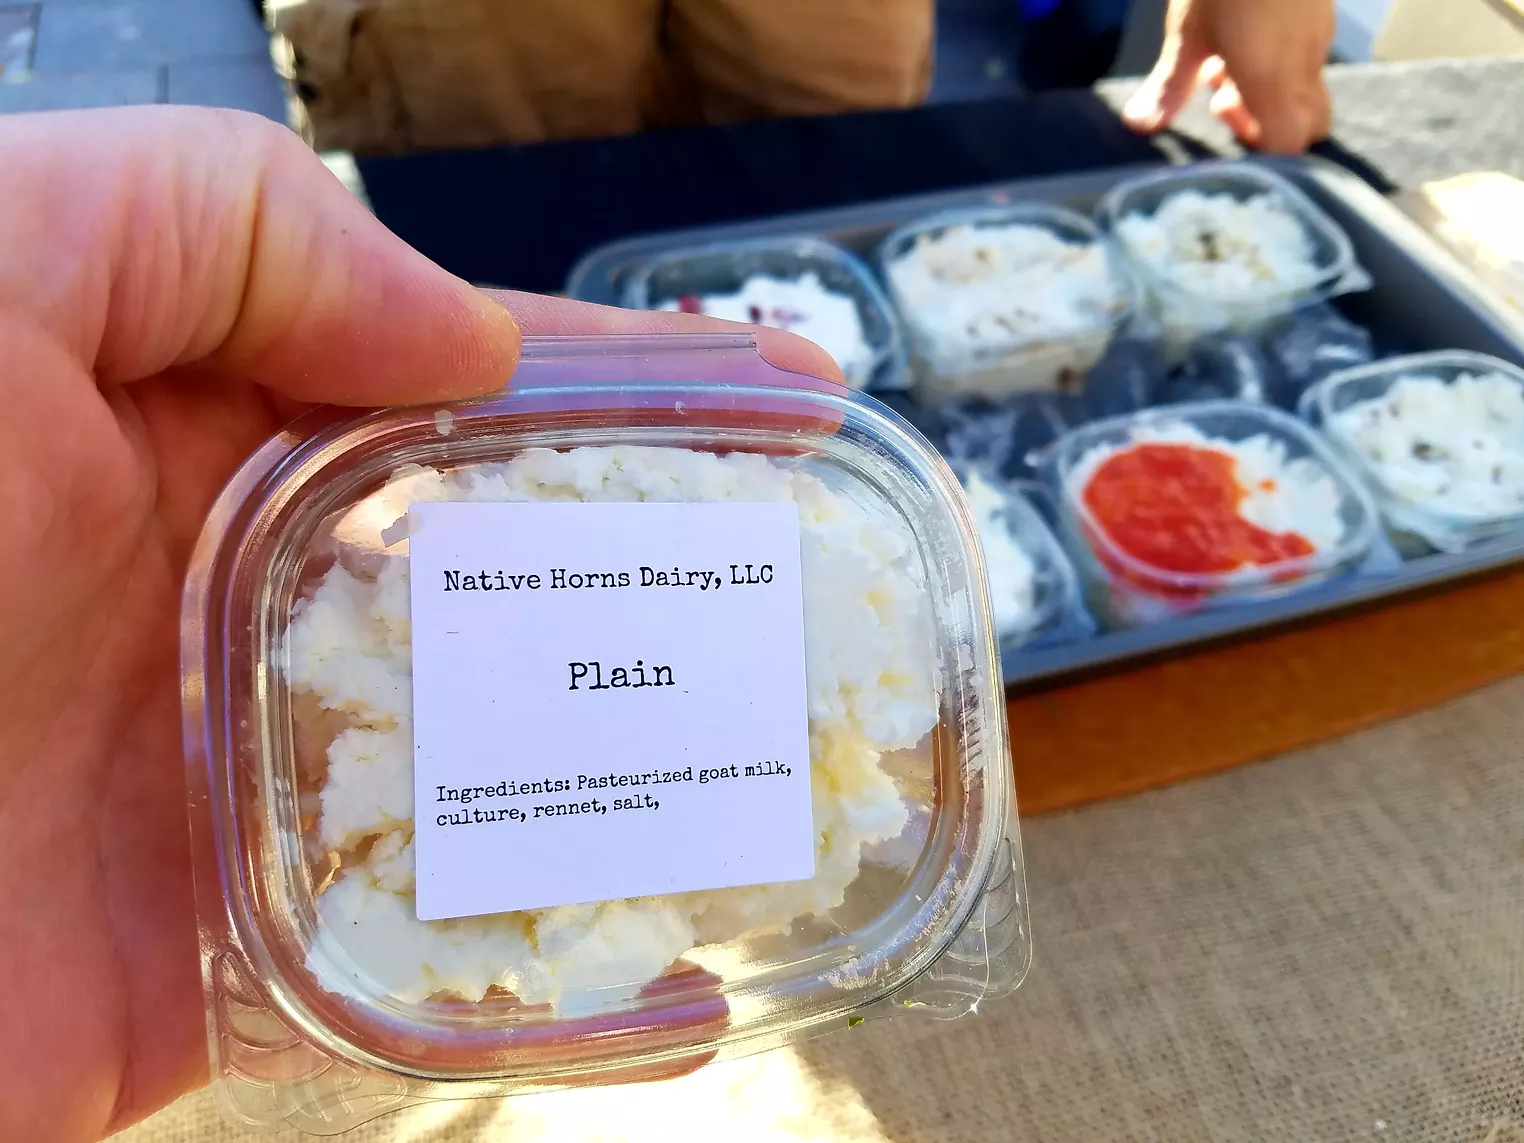 Native Horns Dairy, LLC
Plain
Ingredients: Pasteurized goat milk,
culture, rennet, salt,